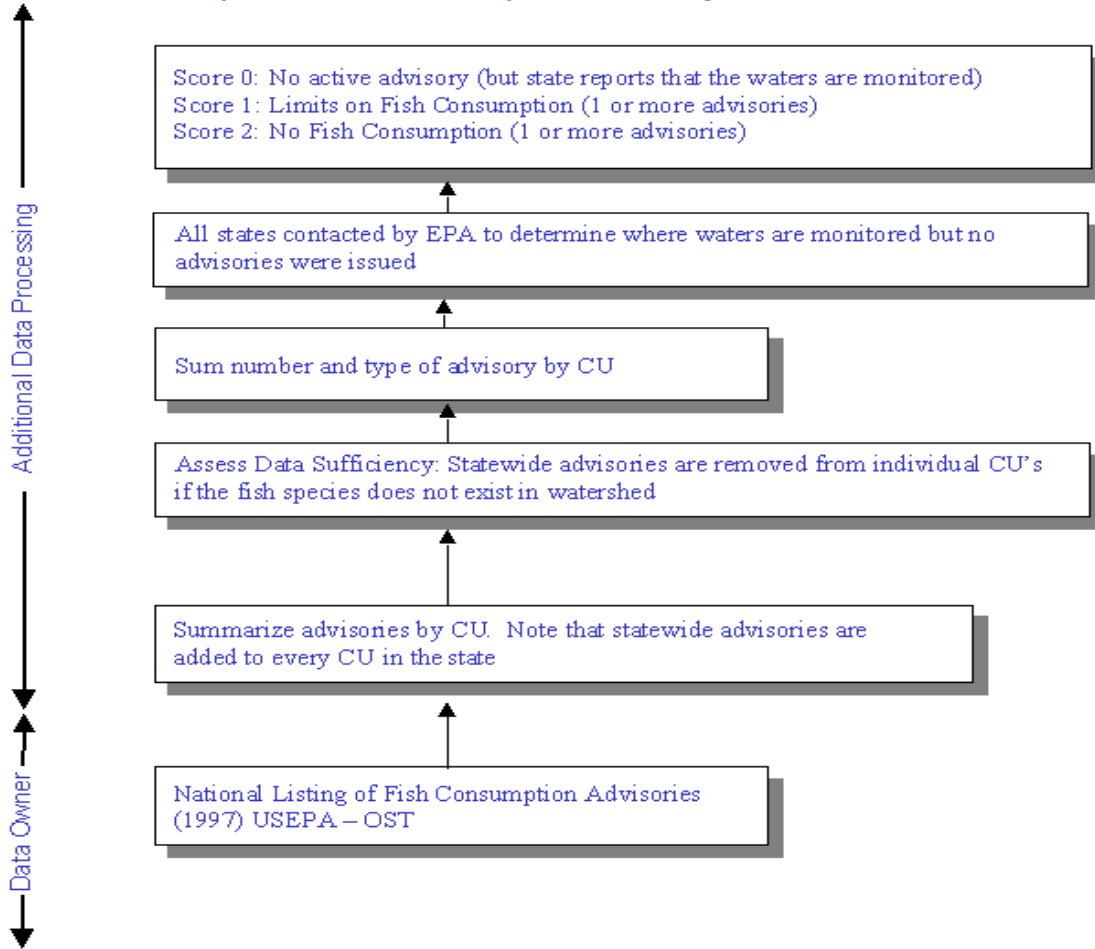 Score 0: No active advisory (but state reports that the waters are monitored)
Score 1: Limits on Fish Consumption (1 or more advisories)
Score 2: No Fish Consumption (1 or more advisories)
All states contacted by EPA to determine where waters are monitored but no
advisories were issued
Sum number and type of advisory by CU
Assess Data Sufficiency: Statewide advisories are removed from individual CU's
if the fish species does not exist in watershed
Summarize advisories by CU. Note that statewide advisories are
added to every CU in the state
National Listing of Fish Consumption Advisories
(1997) USEPA – OST
Additional Data Processing
Data Owner